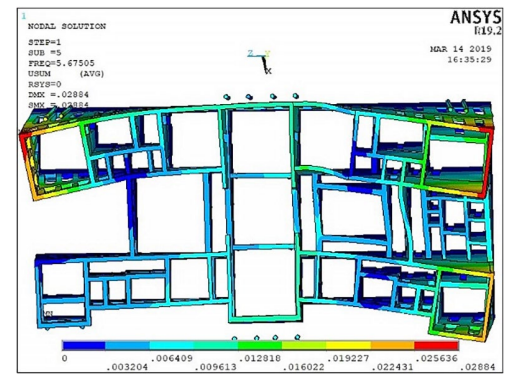 1
NODAL SOLUTION
STEP=1
SUB =5
FREQ=5.67505
USUM (AVG)
RSYS=0
DMX =.02884
SMX =.02884
ANSYS
R19.2
MAR 14 2019
16:35:29
Z
X
MN
0 .006409 .012818 .019227 .025636
.003204 .009613 .016022 .022431 .02884